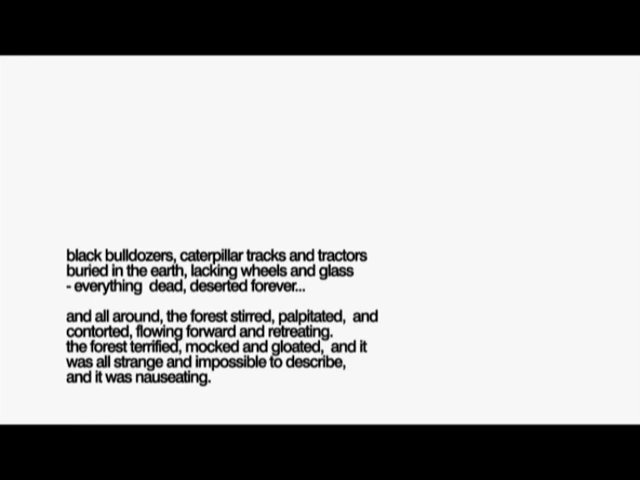 black bulldozers, caterpillar tracks and tractors
buried in the earth, lacking wheels and glass
- everything  dead, deserted forever...
and all around, the forest stirred, palpitated,  and
contorted, flowing forward and retreating.
the forest terrified, mocked and gloated,  and it
was all strange and impossible to describe,
and it was nauseating.